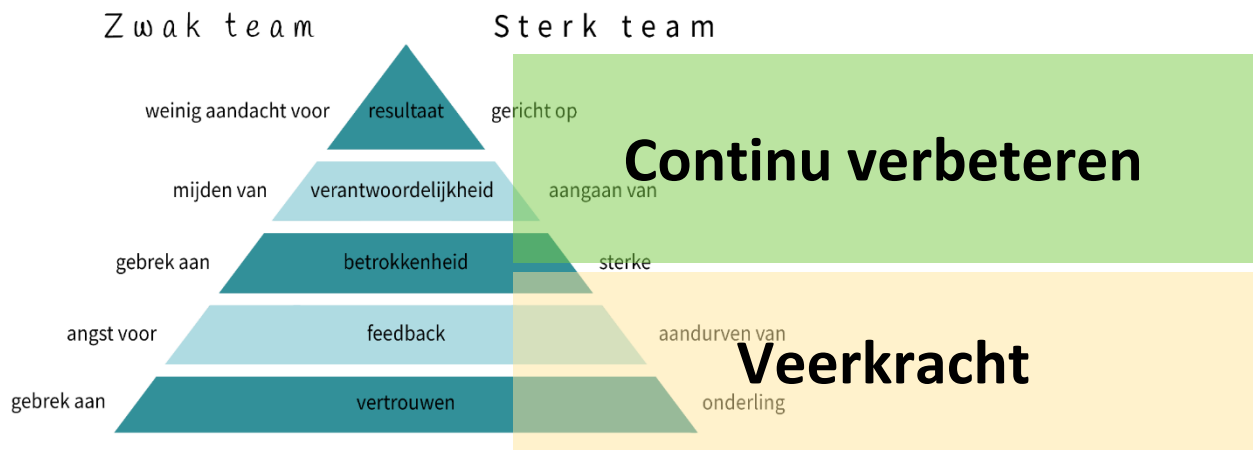 Zwak team
Sterk team
weinig aandacht voor resultaat gericht op
Continu verbeteren
mijden van verantwoordelijkheid aangaan van
gebrek aan betrokkenheid sterke
angst voor feedback aandurven van
Veerkracht
gebrek aan vertrouwen onderling